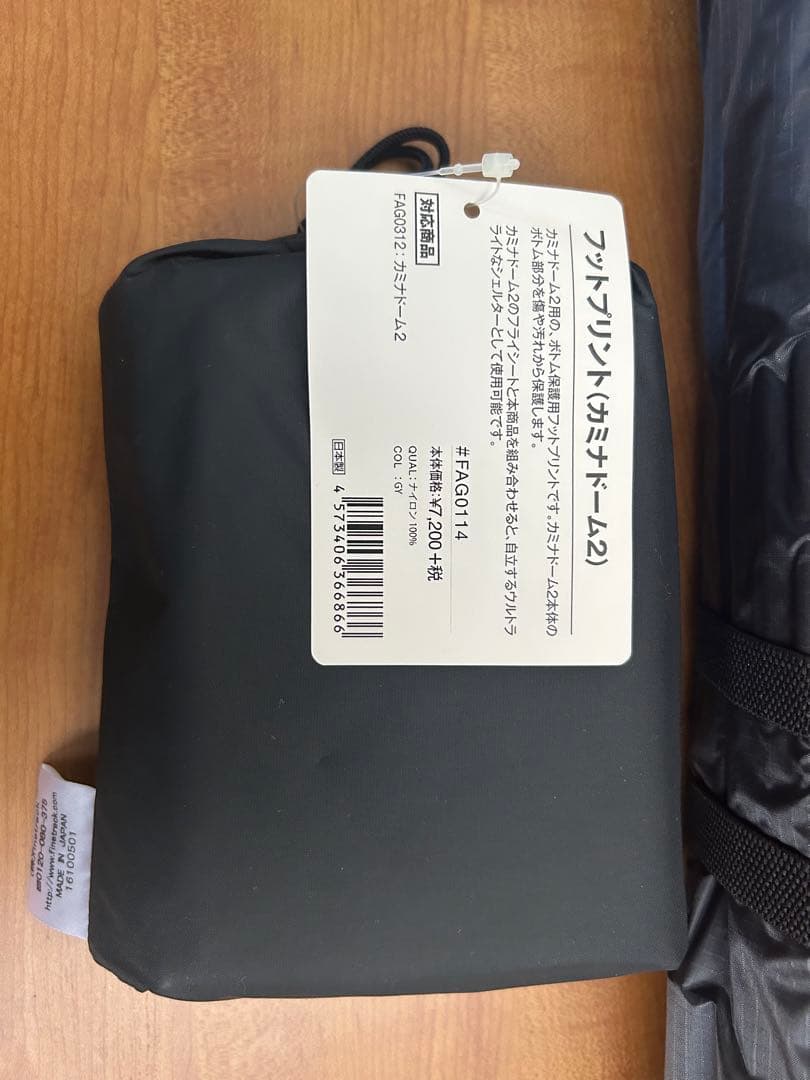 フットプリント(カミナドーム2)
カミナドーム2用の、ボトム保護用フットプリントです。カミナドーム2本体の
ボトム部分を傷や汚れから保護します。
カミナドーム2のフライシートと本商品を組み合わせると、自立するウルトラ
ライトなシェルターとして使用可能です。
#FAG0114
本体価格:¥7,200+税
QUAL:ナイロン100%
COL :GY
対応商品
FAG0312:カミナドーム2
日本製
4 573406 366866
16100501
MADE IN JAPAN